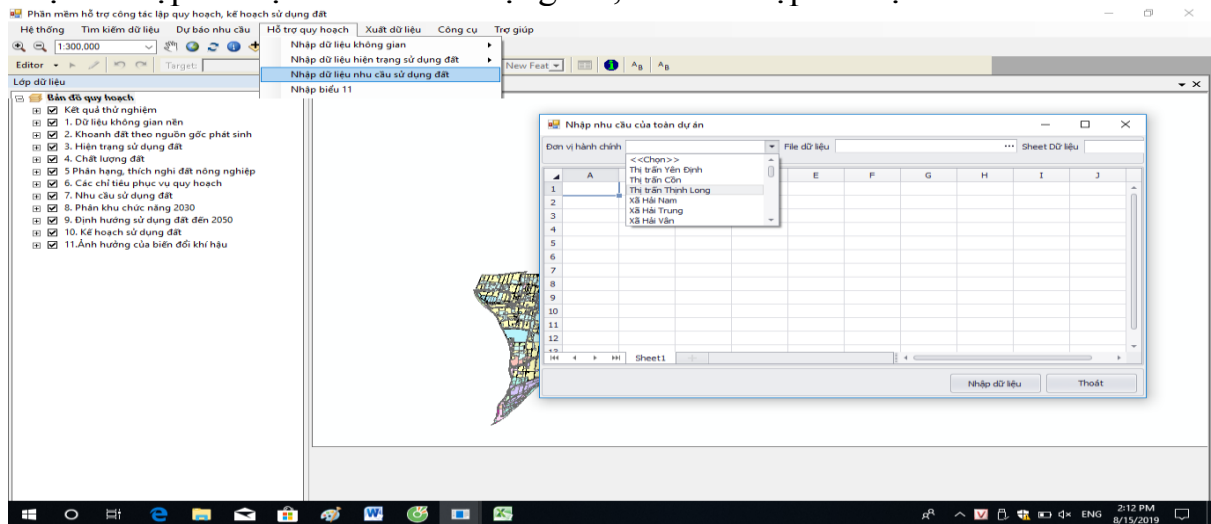 Phần mềm hỗ trợ công tác lập quy hoạch, kế hoạch sử dụng đất
Hệ thống Tìm kiếm dữ liệu Dự báo nhu cầu Hỗ trợ quy hoạch Xuất dữ liệu Công cụ Trợ giúp
1:300,000
Nhập dữ liệu không gian
Nhập dữ liệu hiện trạng sử dụng đất
Nhập dữ liệu nhu cầu sử dụng đất
Nhập biểu 11
Editor Target: New Feat
Lớp dữ liệu
Bản đồ quy hoạch
Kết quả thử nghiệm
1. Dữ liệu không gian nền
2. Khoanh đất theo nguồn gốc phát sinh
3. Hiện trạng sử dụng đất
4. Chất lượng đất
5 Phân hạng, thích nghi đất nông nghiệp
6. Các chỉ tiêu phục vụ quy hoạch
7. Nhu cầu sử dụng đất
8. Phân khu chức năng 2030
9. Định hướng sử dụng đất đến 2050
10. Kế hoạch sử dụng đất
11.Ảnh hưởng của biến đổi khí hậu
Nhập nhu cầu của toàn dự án
Đơn vị hành chính File dữ liệu ... Sheet Dữ liệu
<<Chọn>>
Thị trấn Yên Định
Thị trấn Cồn
Thị trấn Thịnh Long
Xã Hải Nam
Xã Hải Trung
Xã Hải Vân
A E F G H I J
1
2
3
4
5
6
7
8
9
10
11
12
13
Sheet1
Nhập dữ liệu Thoát
ENG 2:12 PM
8/15/2019